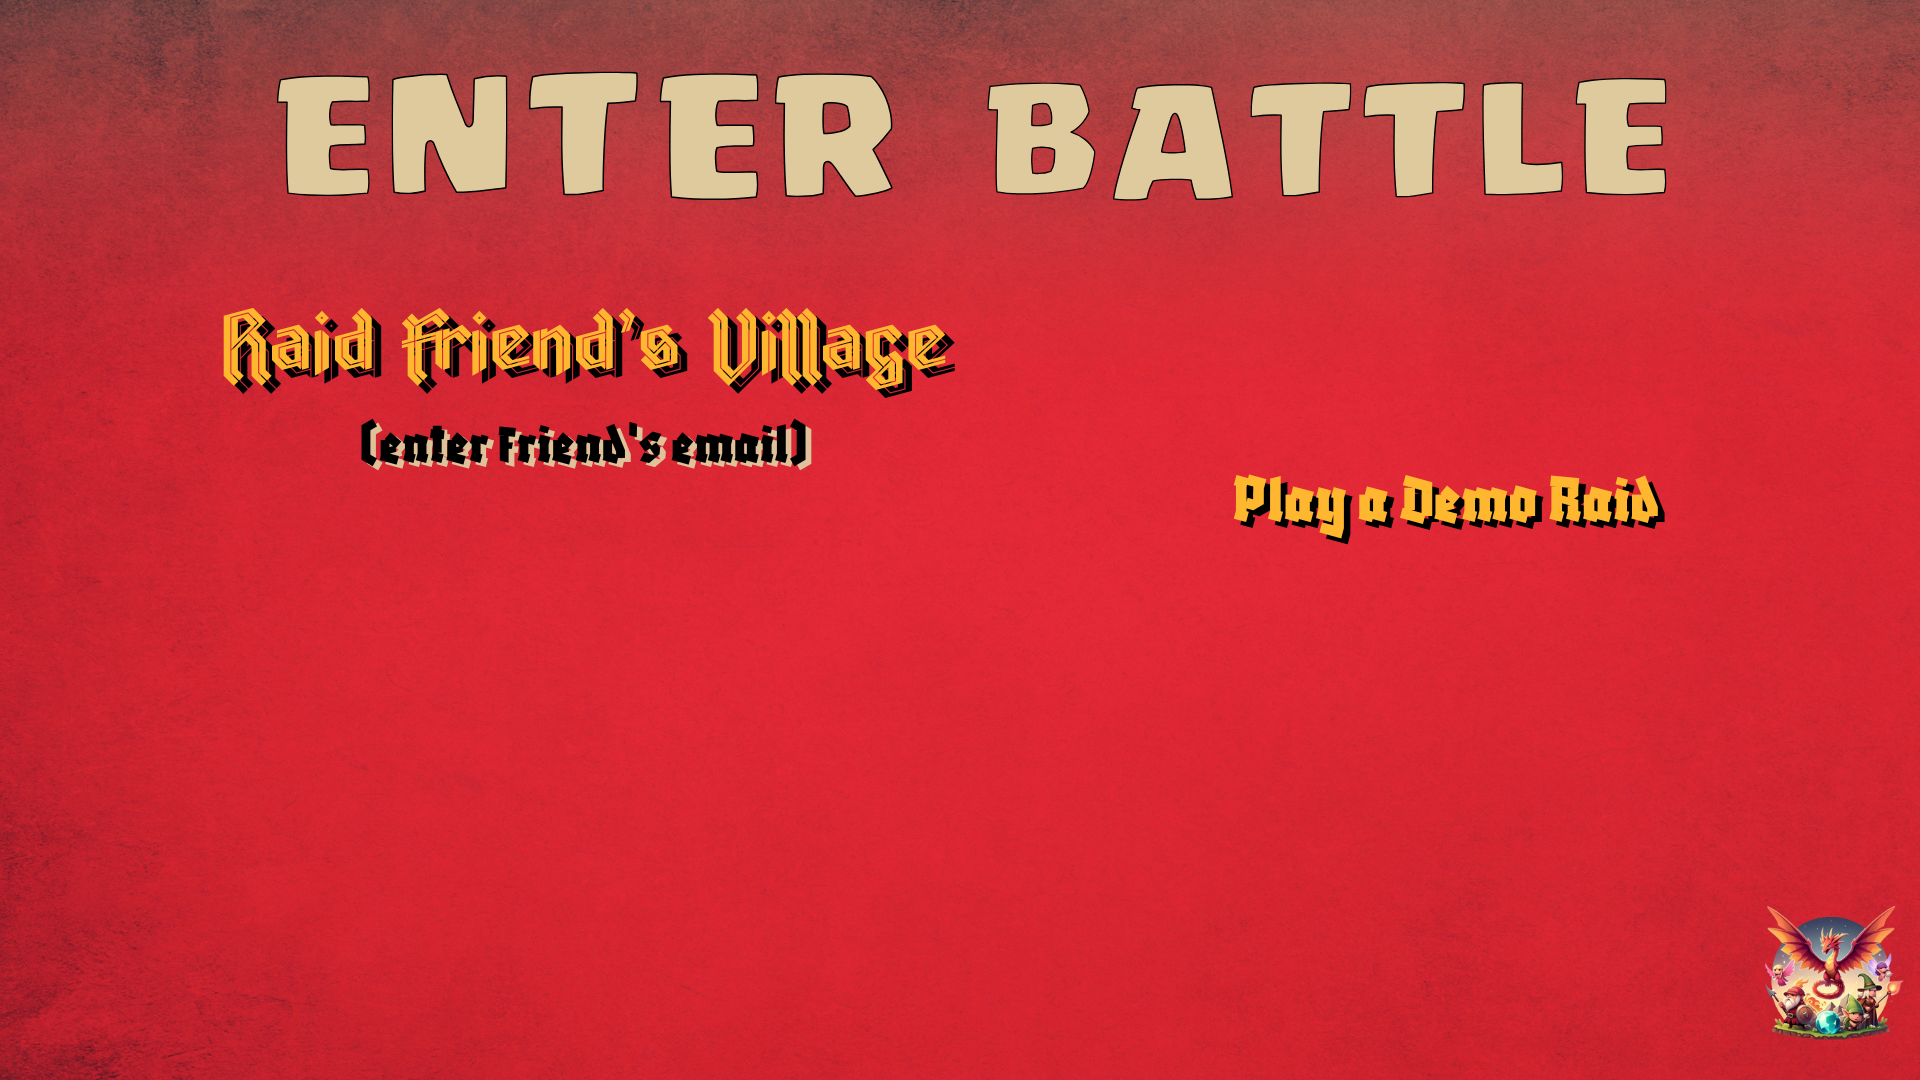 ENTER BATTLE
Raid Friend's Village
(enter Friend's email)
Play a Demo Raid